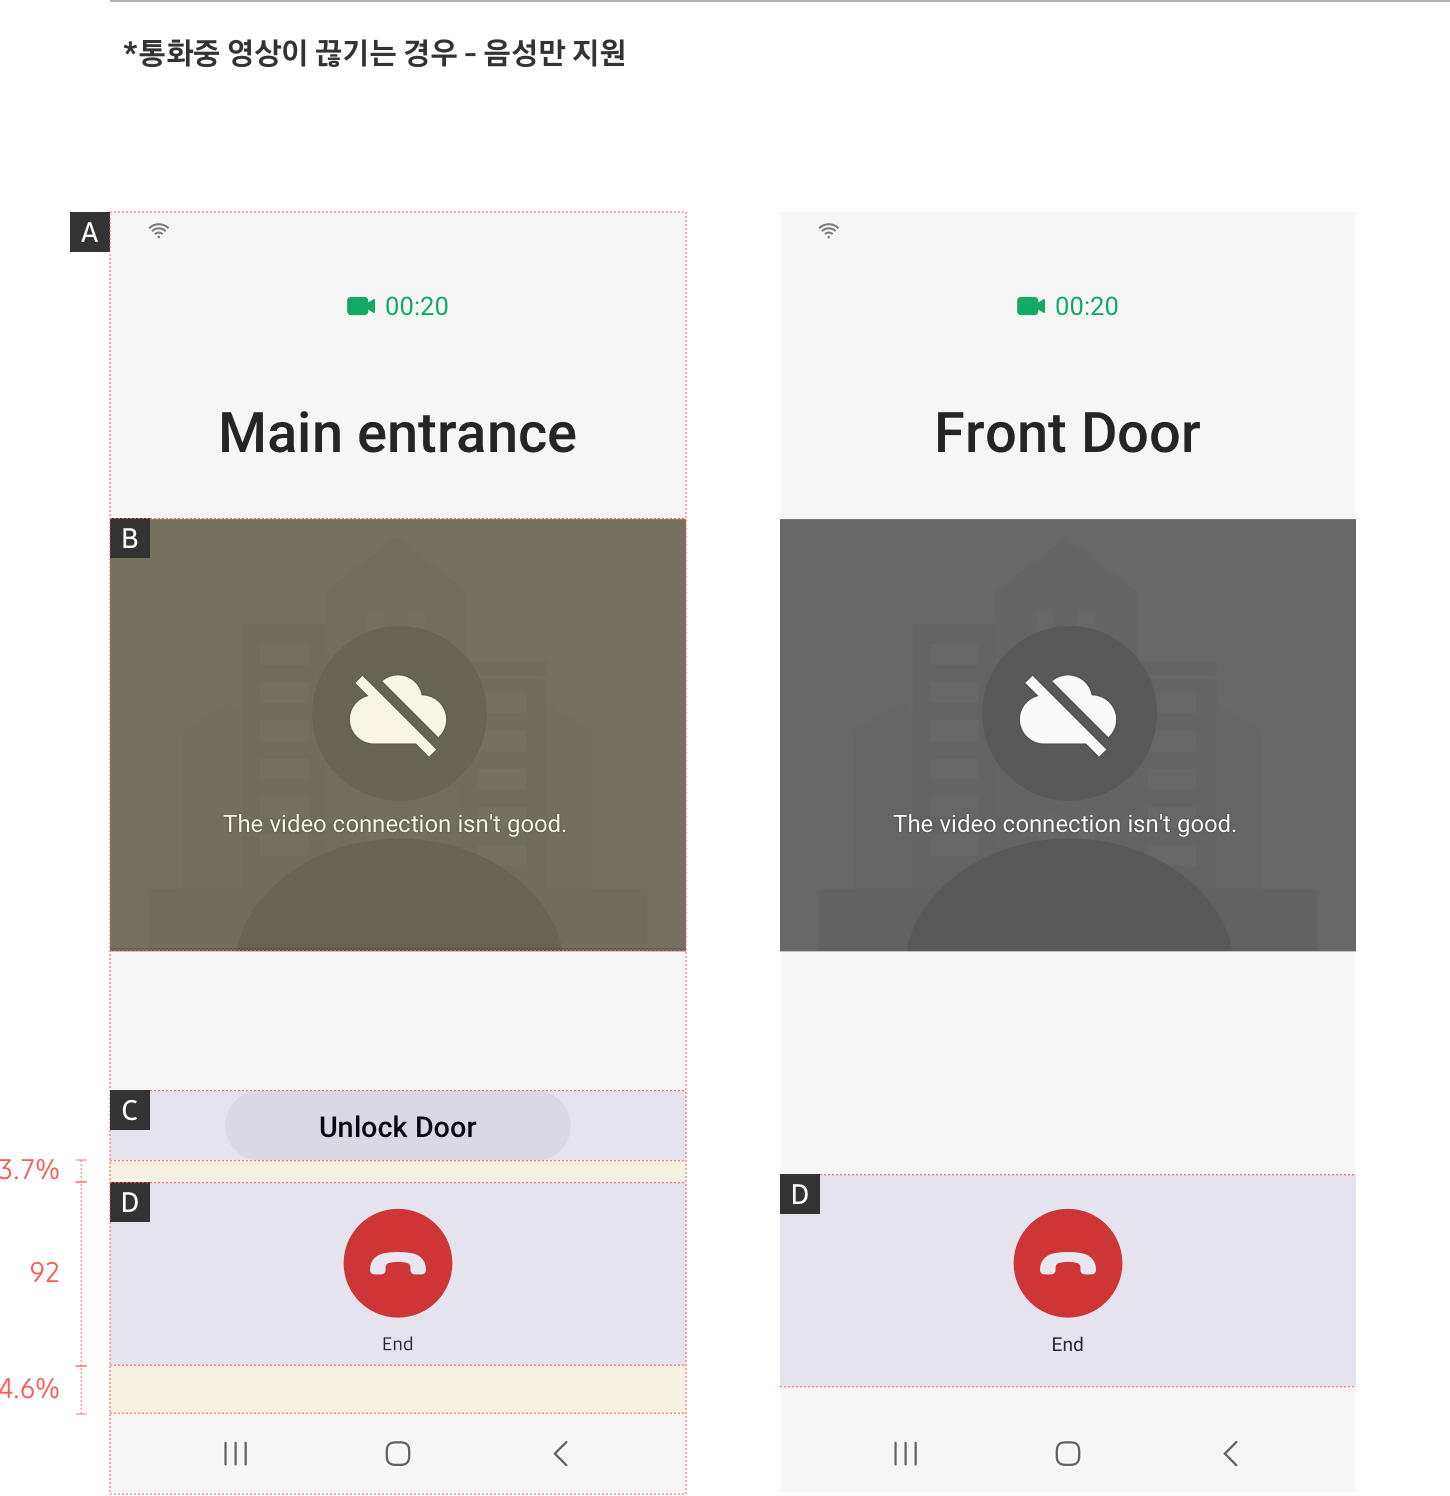 *통화중 영상이 끊기는 경우 - 음성만 지원
A
00:20
00:20
Main entrance
Front Door
B
The video connection isn't good.
The video connection isn't good.
C
Unlock Door
3.7%
D
D
92
End
End
4.6%